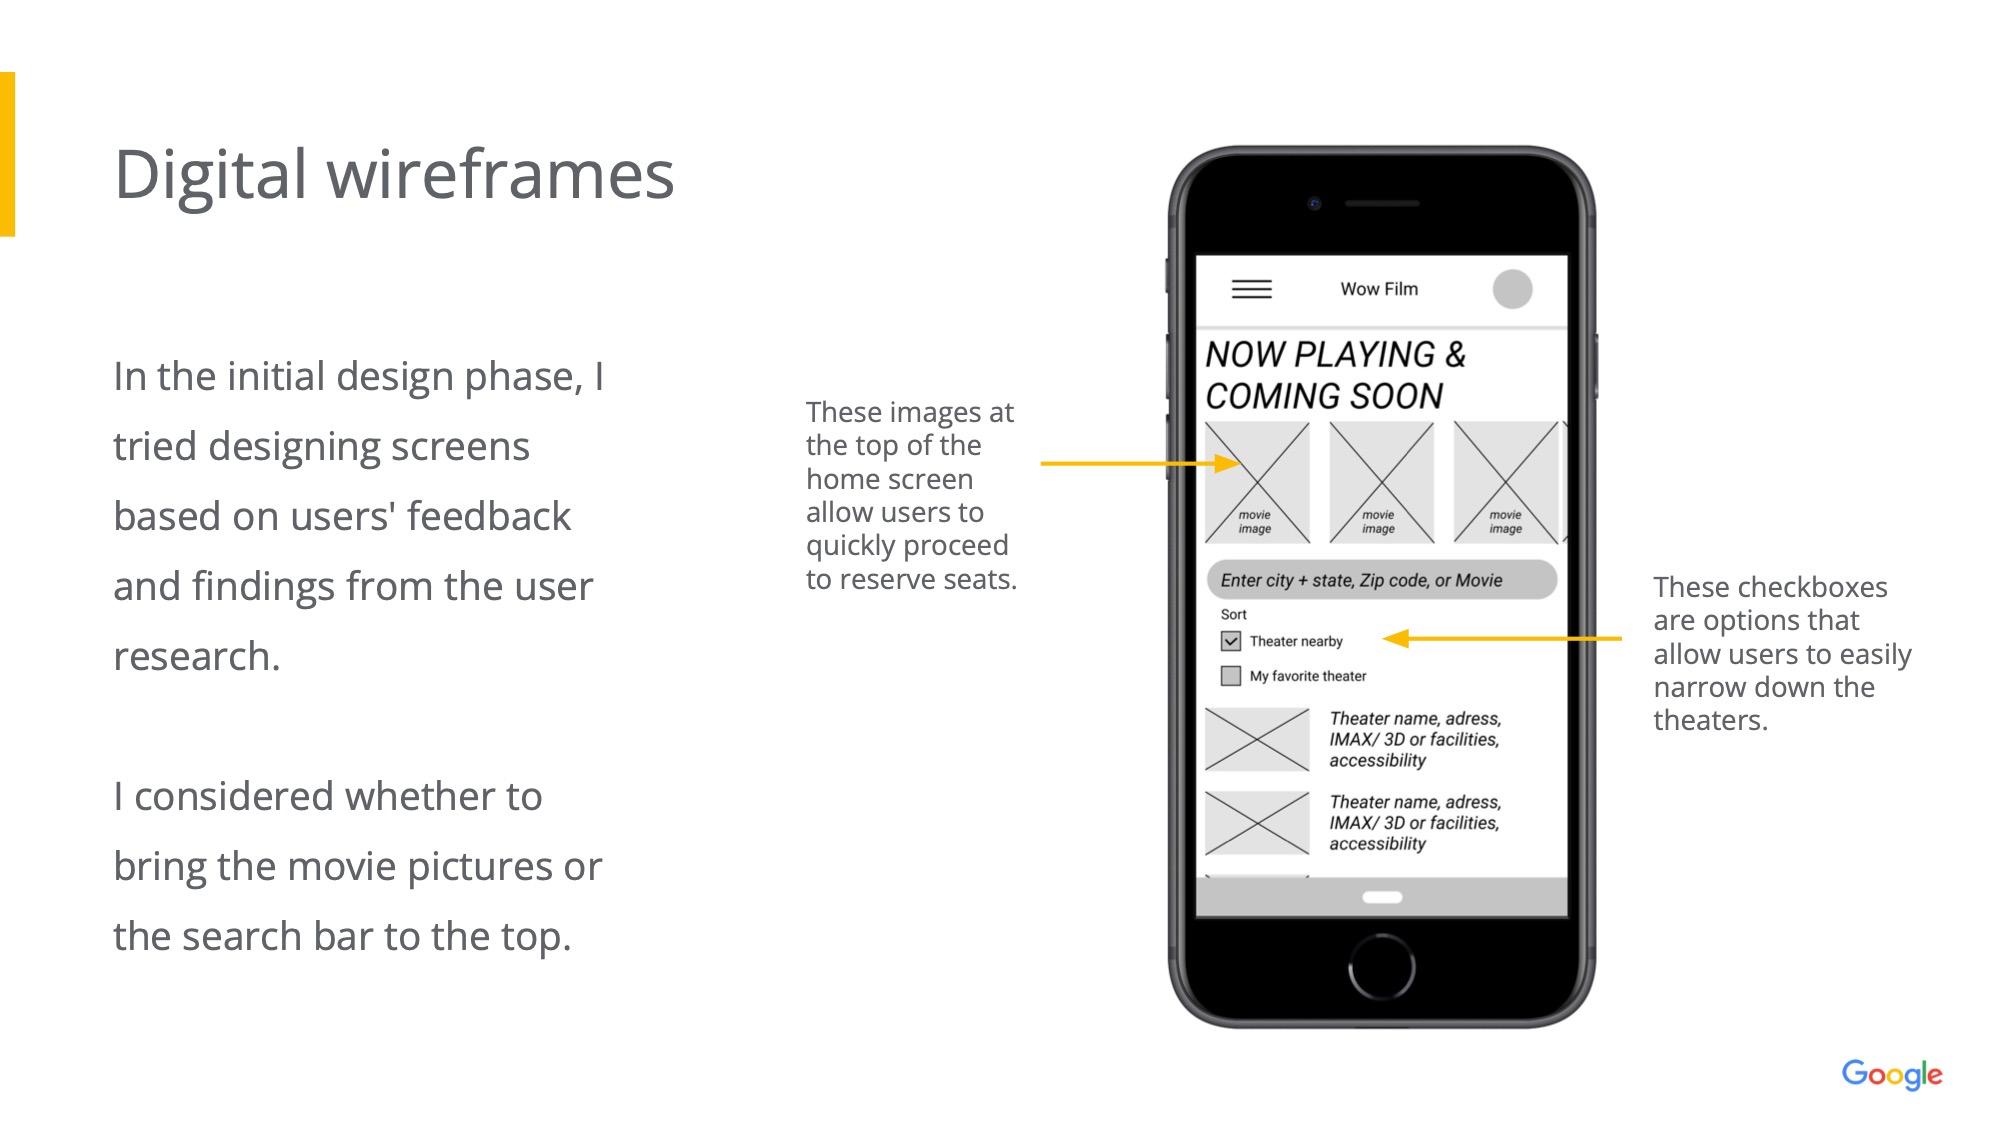 Digital wireframes
In the initial design phase, I
tried designing screens
based on users' feedback
and findings from the user
research.
I considered whether to
bring the movie pictures or
the search bar to the top.
These images at
the top of the
home screen
allow users to
quickly proceed
to reserve seats.
Wow Film
NOW PLAYING &
COMING SOON
movie
image
movie
image
movie
image
Enter city + state, Zip code, or Movie
Sort
Theater nearby
My favorite theater
Theater name, adress,
IMAX/ 3D or facilities,
accessibility
Theater name, adress,
IMAX/ 3D or facilities,
accessibility
These checkboxes
are options that
allow users to easily
narrow down the
theaters.
Google